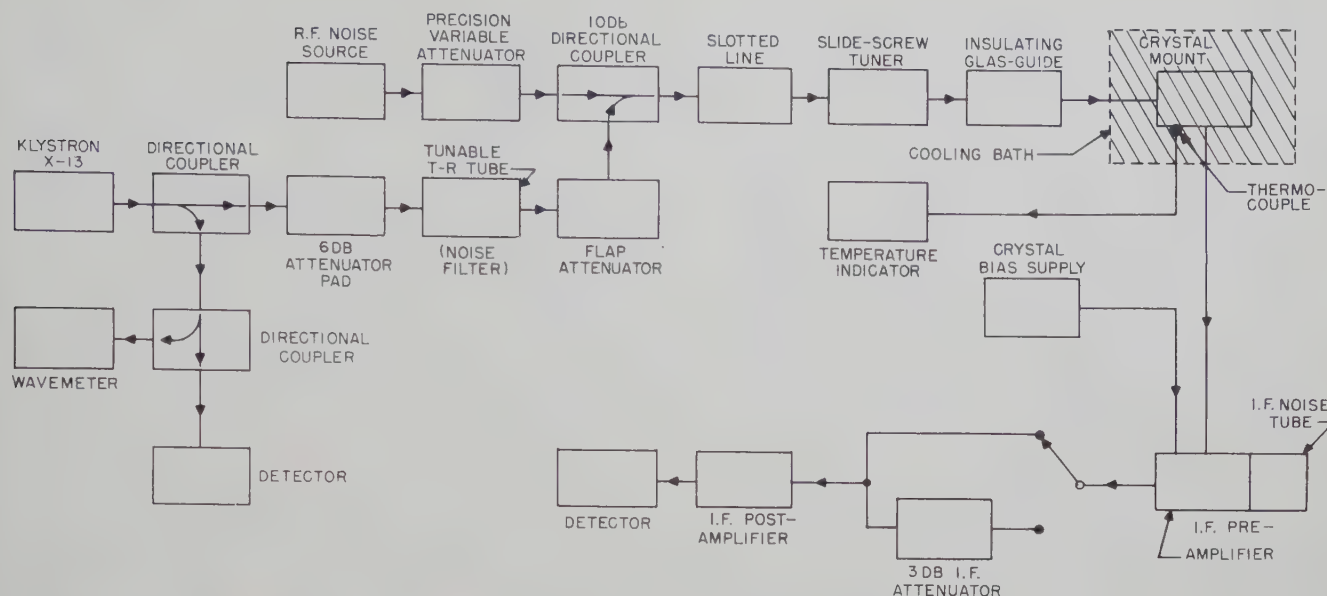 R.F. NOISE
SOURCE
PRECISION
VARIABLE
ATTENUATOR
10DB
DIRECTIONAL
COUPLER
SLOTTED
LINE
SLIDE-SCREW
TUNER
INSULATING
GLAS-GUIDE
CRYSTAL
MOUNT
KLYSTRON
X-13
DIRECTIONAL
COUPLER
TUNABLE
T-R TUBE
COOLING BATH
THERMO-
COUPLE
6DB
ATTENUATOR
PAD
(NOISE
FILTER)
FLAP
ATTENUATOR
TEMPERATURE
INDICATOR
CRYSTAL
BIAS SUPPLY
WAVEMETER
DIRECTIONAL
COUPLER
I.F. NOISE
TUBE
DETECTOR
DETECTOR
I.F. POST-
AMPLIFIER
3DB I.F.
ATTENUATOR
I.F. PRE-
AMPLIFIER